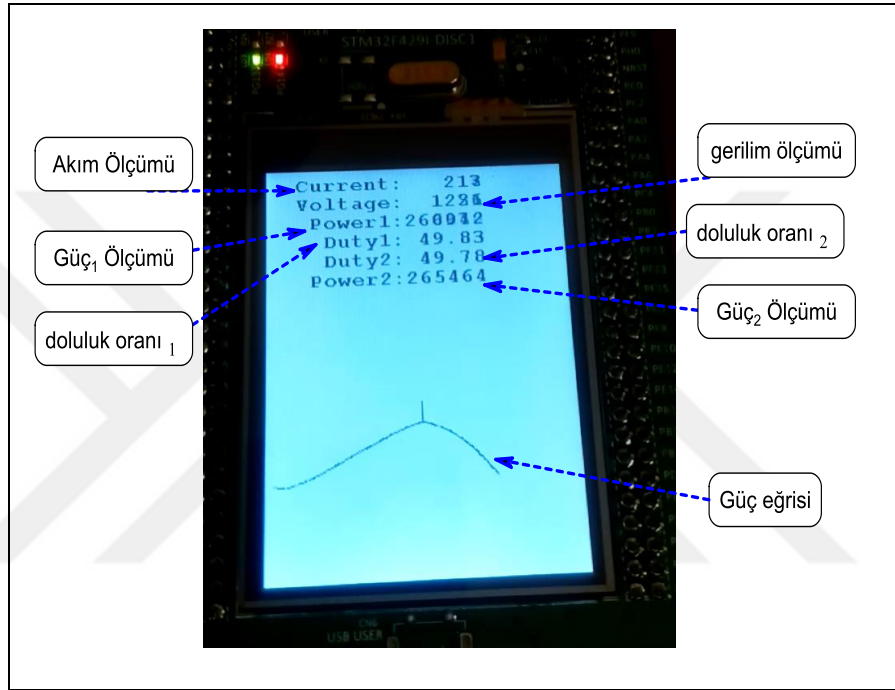 STM32F429I-DISC1
Akım Ölçümü
gerilim ölçümü
Güç1 Ölçümü
doluluk oranı 2
doluluk oranı 1
Güç2 Ölçümü
Güç eğrisi
Current:
Voltage:
Power1:
Duty1: 49.83
Duty2: 49.78
Power2:265464
CN6
USB USER